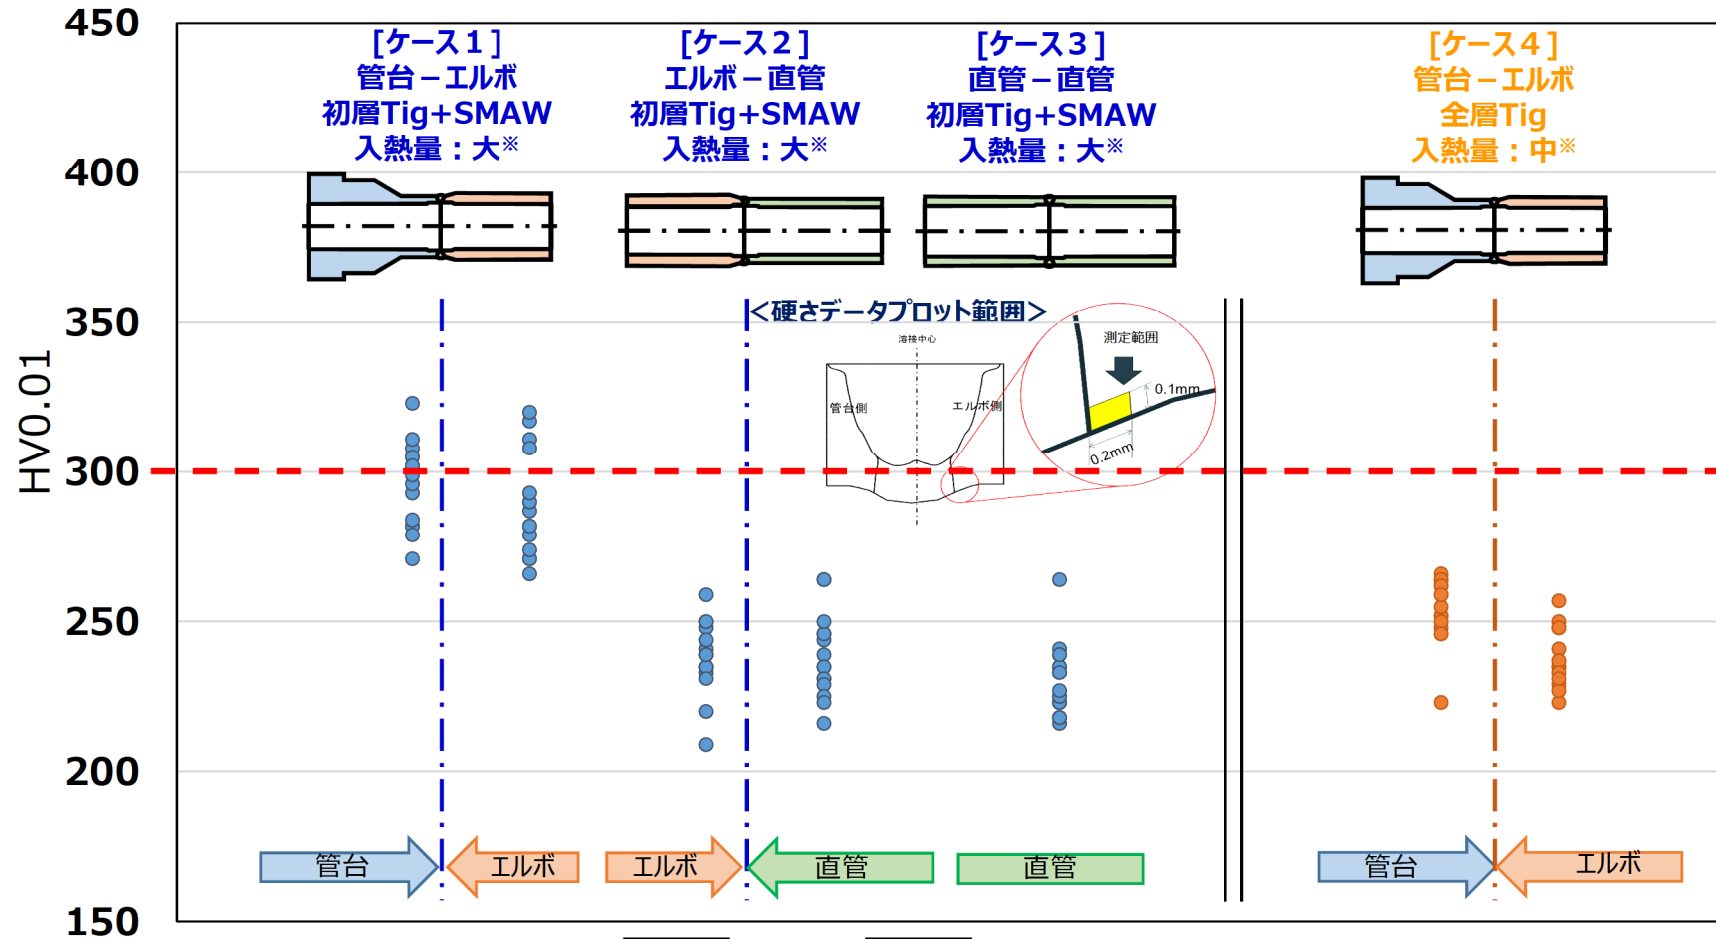 450
[ケース1]
管台－エルボ
初層Tig+SMAW
入熱量：大※
[ケース2]
エルボ－直管
初層Tig+SMAW
入熱量：大※
[ケース3]
直管－直管
初層Tig+SMAW
入熱量：大※
[ケース4]
管台－エルボ
全層Tig
入熱量：中※
400
350
＜硬さデータプロット範囲＞
溶接中心
測定範囲
0.1mm
管台側
エルボ側
0.2mm
HV0.01
300
250
200
管台
エルボ
エルボ
直管
直管
管台
エルボ
150